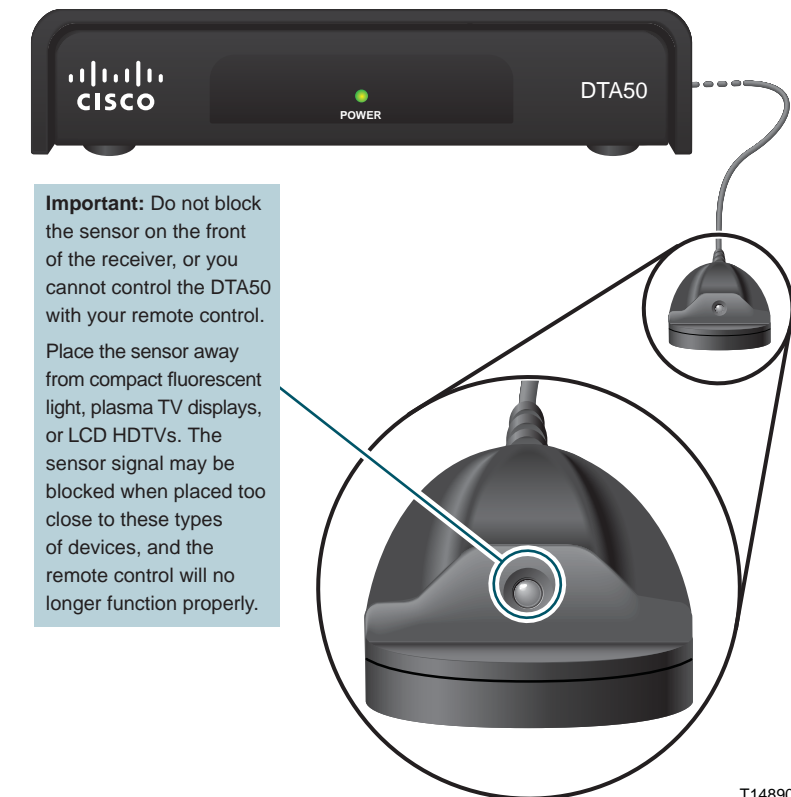 CISCO
POWER
DTA50
Important: Do not block
the sensor on the front
of the receiver, or you
cannot control the DTA50
with your remote control.
Place the sensor away
from compact fluorescent
light, plasma TV displays,
or LCD HDTVs. The
sensor signal may be
blocked when placed too
close to these types
of devices, and the
remote control will no
longer function properly.
T14890